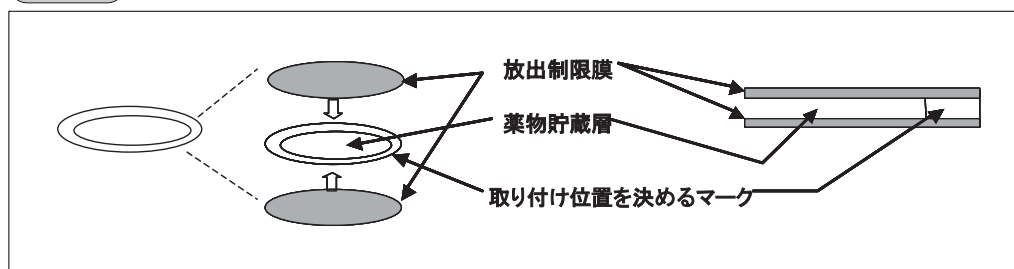 放出制限膜
薬物貯蔵層
取り付け位置を決めるマーク